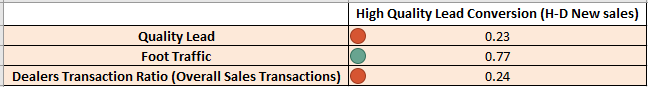 High Quality Lead Conversion (H-D New sales)
Quality Lead 0.23
Foot Traffic 0.77
Dealers Transaction Ratio (Overall Sales Transactions) 0.24